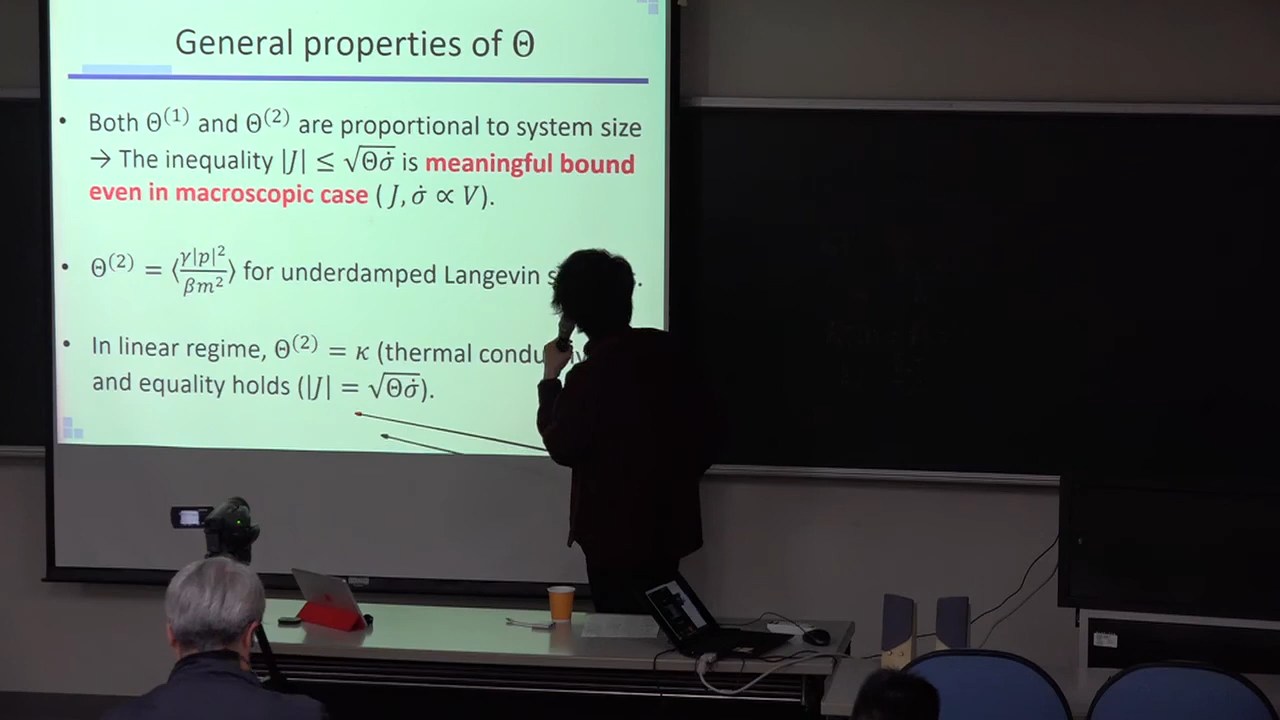 General properties of Θ
• Both Θ⁽¹⁾ and Θ⁽²⁾ are proportional to system size
→ The inequality |J| ≤ √Θσ̇ is meaningful bound
even in macroscopic case (J, σ̇ ∝ V).
• Θ⁽²⁾ = ⟨γ|p|²/βm²⟩ for underdamped Langevin
• In linear regime, Θ⁽²⁾ = κ (thermal
and equality holds (|J| = √Θσ̇).